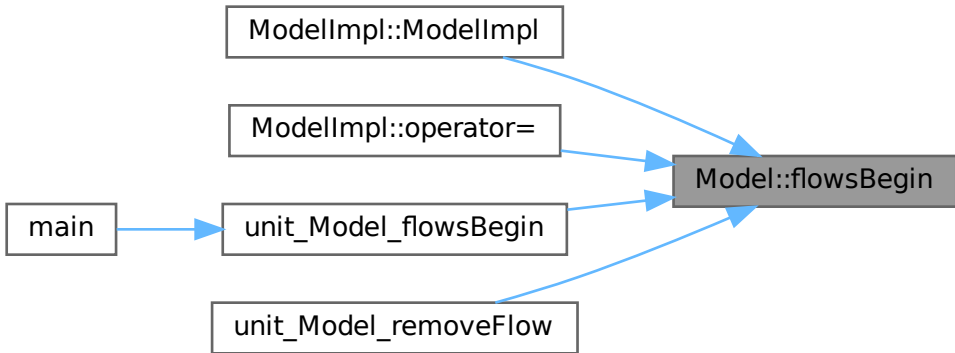 ModelImpl::ModelImpl
ModelImpl::operator=
Model::flowsBegin
main
unit_Model_flowsBegin
unit_Model_removeFlow